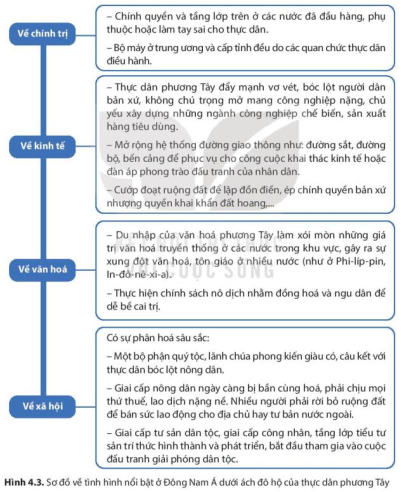 Về chính trị
– Chính quyền và tầng lớp trên ở các nước đã đầu hàng, phụ
thuộc hoặc làm tay sai cho thực dân.
– Bộ máy ở trung ương và cấp tỉnh đều do các quan chức thực dân
điều hành.
Về kinh tế
– Thực dân phương Tây đẩy mạnh vơ vét, bóc lột người dân
bản xứ, không chú trọng mở mang công nghiệp nặng, chủ
yếu xây dựng những ngành công nghiệp chế biến, sản xuất
hàng tiêu dùng.
– Mở rộng hệ thống đường giao thông như: đường sắt, đường
bộ, bến cảng để phục vụ cho công cuộc khai thác kinh tế hoặc
đàn áp phong trào đấu tranh của nhân dân.
– Cướp đoạt ruộng đất để lập đồn điền, ép chính quyền bản xứ
nhượng quyền khai khẩn đất hoang,...
Về văn hoá
– Du nhập của văn hoá phương Tây làm xói mòn những giá
trị văn hoá truyền thống ở các nước trong khu vực, gây ra sự
xung đột văn hoá, tôn giáo ở nhiều nước (như ở Phi-líp-pin,
In-đô-nê-xi-a).
– Thực hiện chính sách nô dịch nhằm đồng hoá và ngu dân để
dễ bề cai trị.
Về xã hội
Có sự phân hoá sâu sắc:
– Một bộ phận quý tộc, lãnh chúa phong kiến giàu có, câu kết với
thực dân bóc lột nông dân.
– Giai cấp nông dân ngày càng bị bần cùng hoá, phải chịu mọi
thứ thuế, lao dịch nặng nề. Nhiều người phải rời bỏ ruộng đất
để bán sức lao động cho địa chủ hay tư bản nước ngoài.
– Giai cấp tư sản dân tộc, giai cấp công nhân, tầng lớp tiểu tư
sản trí thức hình thành và phát triển, bắt đầu tham gia vào cuộc
đấu tranh giải phóng dân tộc.
Hình 4.3. Sơ đồ về tình hình nổi bật ở Đông Nam Á dưới ách đô hộ của thực dân phương Tây